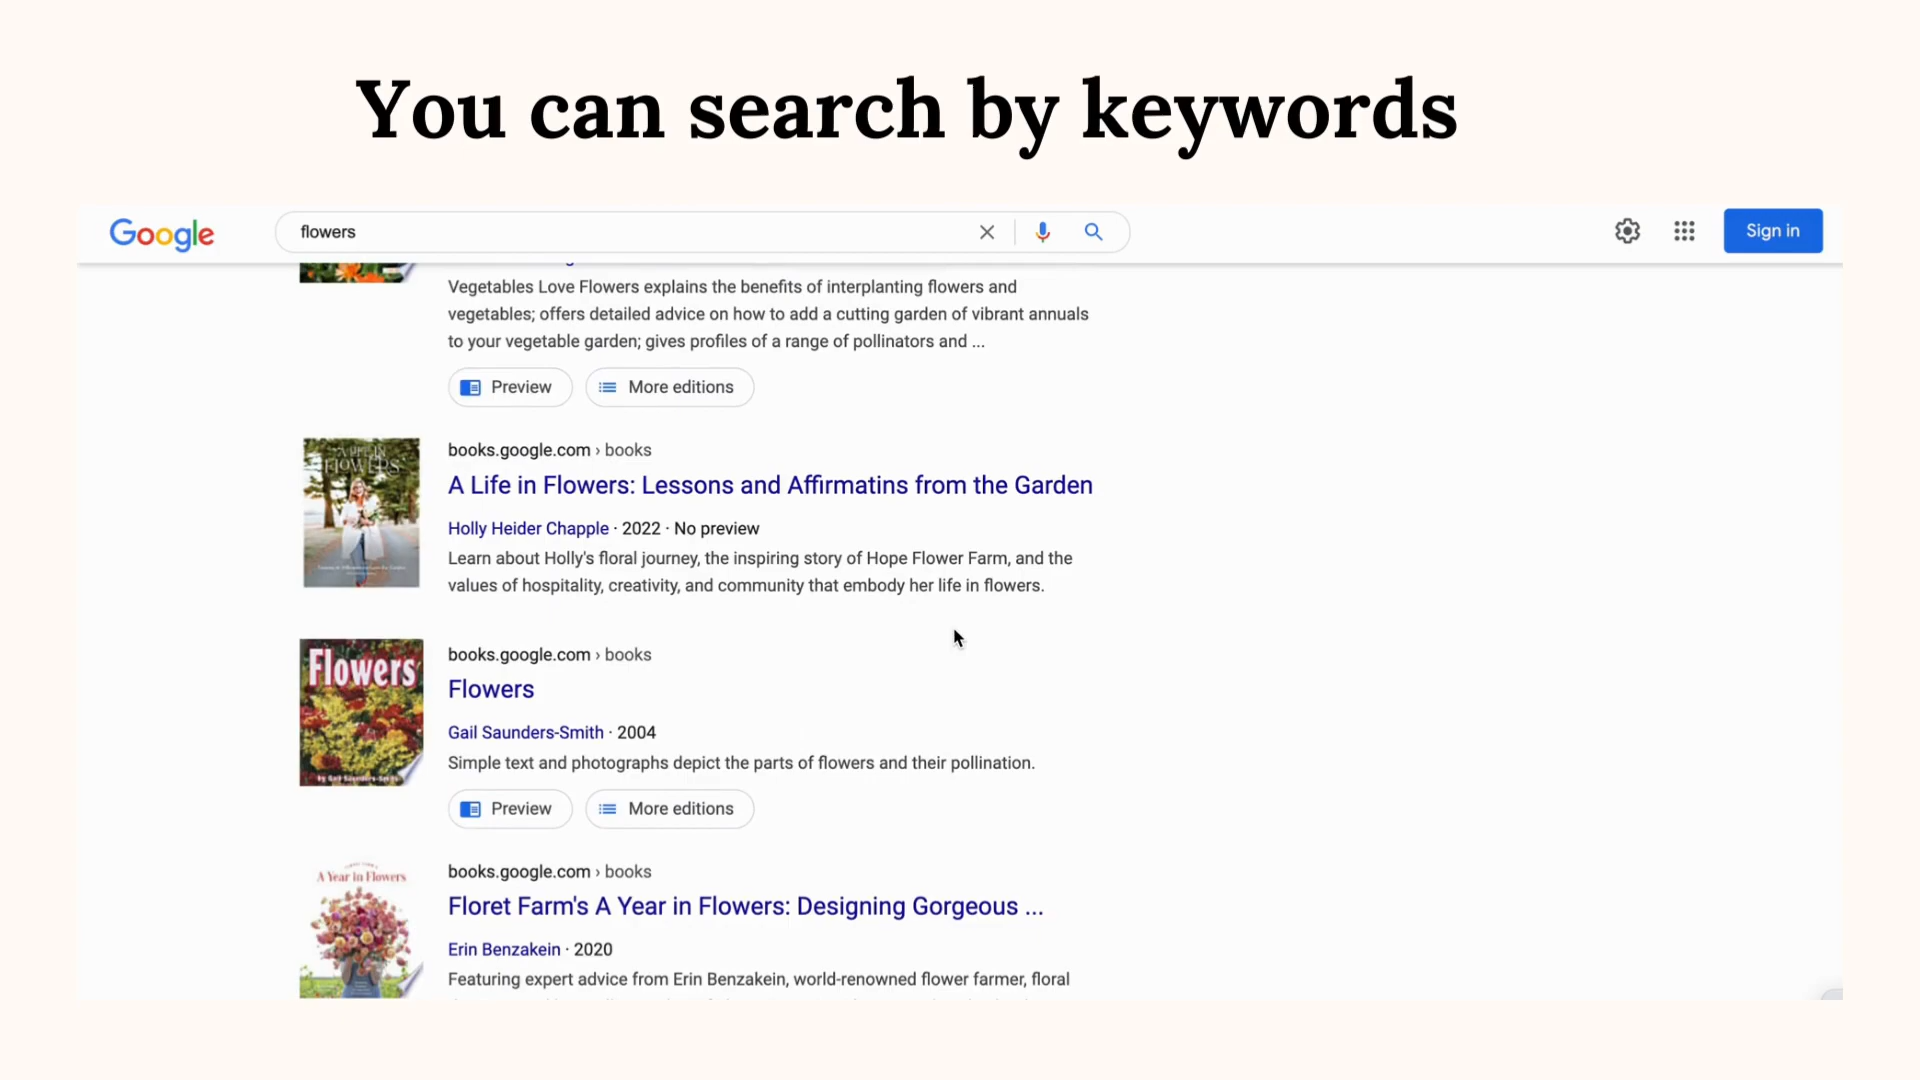 You can search by keywords
Google
flowers
Sign in
Vegetables Love Flowers explains the benefits of interplanting flowers and
vegetables; offers detailed advice on how to add a cutting garden of vibrant annuals
to your vegetable garden; gives profiles of a range of pollinators and ...
Preview
More editions
A LIFE IN
FLOWERS
books.google.com › books
A Life in Flowers: Lessons and Affirmatins from the Garden
Holly Heider Chapple · 2022 · No preview
Learn about Holly's floral journey, the inspiring story of Hope Flower Farm, and the
values of hospitality, creativity, and community that embody her life in flowers.
Flowers
by Gail Saunders-Smith
books.google.com › books
Flowers
Gail Saunders-Smith · 2004
Simple text and photographs depict the parts of flowers and their pollination.
Preview
More editions
A Year in Flowers
books.google.com › books
Floret Farm's A Year in Flowers: Designing Gorgeous ...
Erin Benzakein · 2020
Featuring expert advice from Erin Benzakein, world-renowned flower farmer, floral